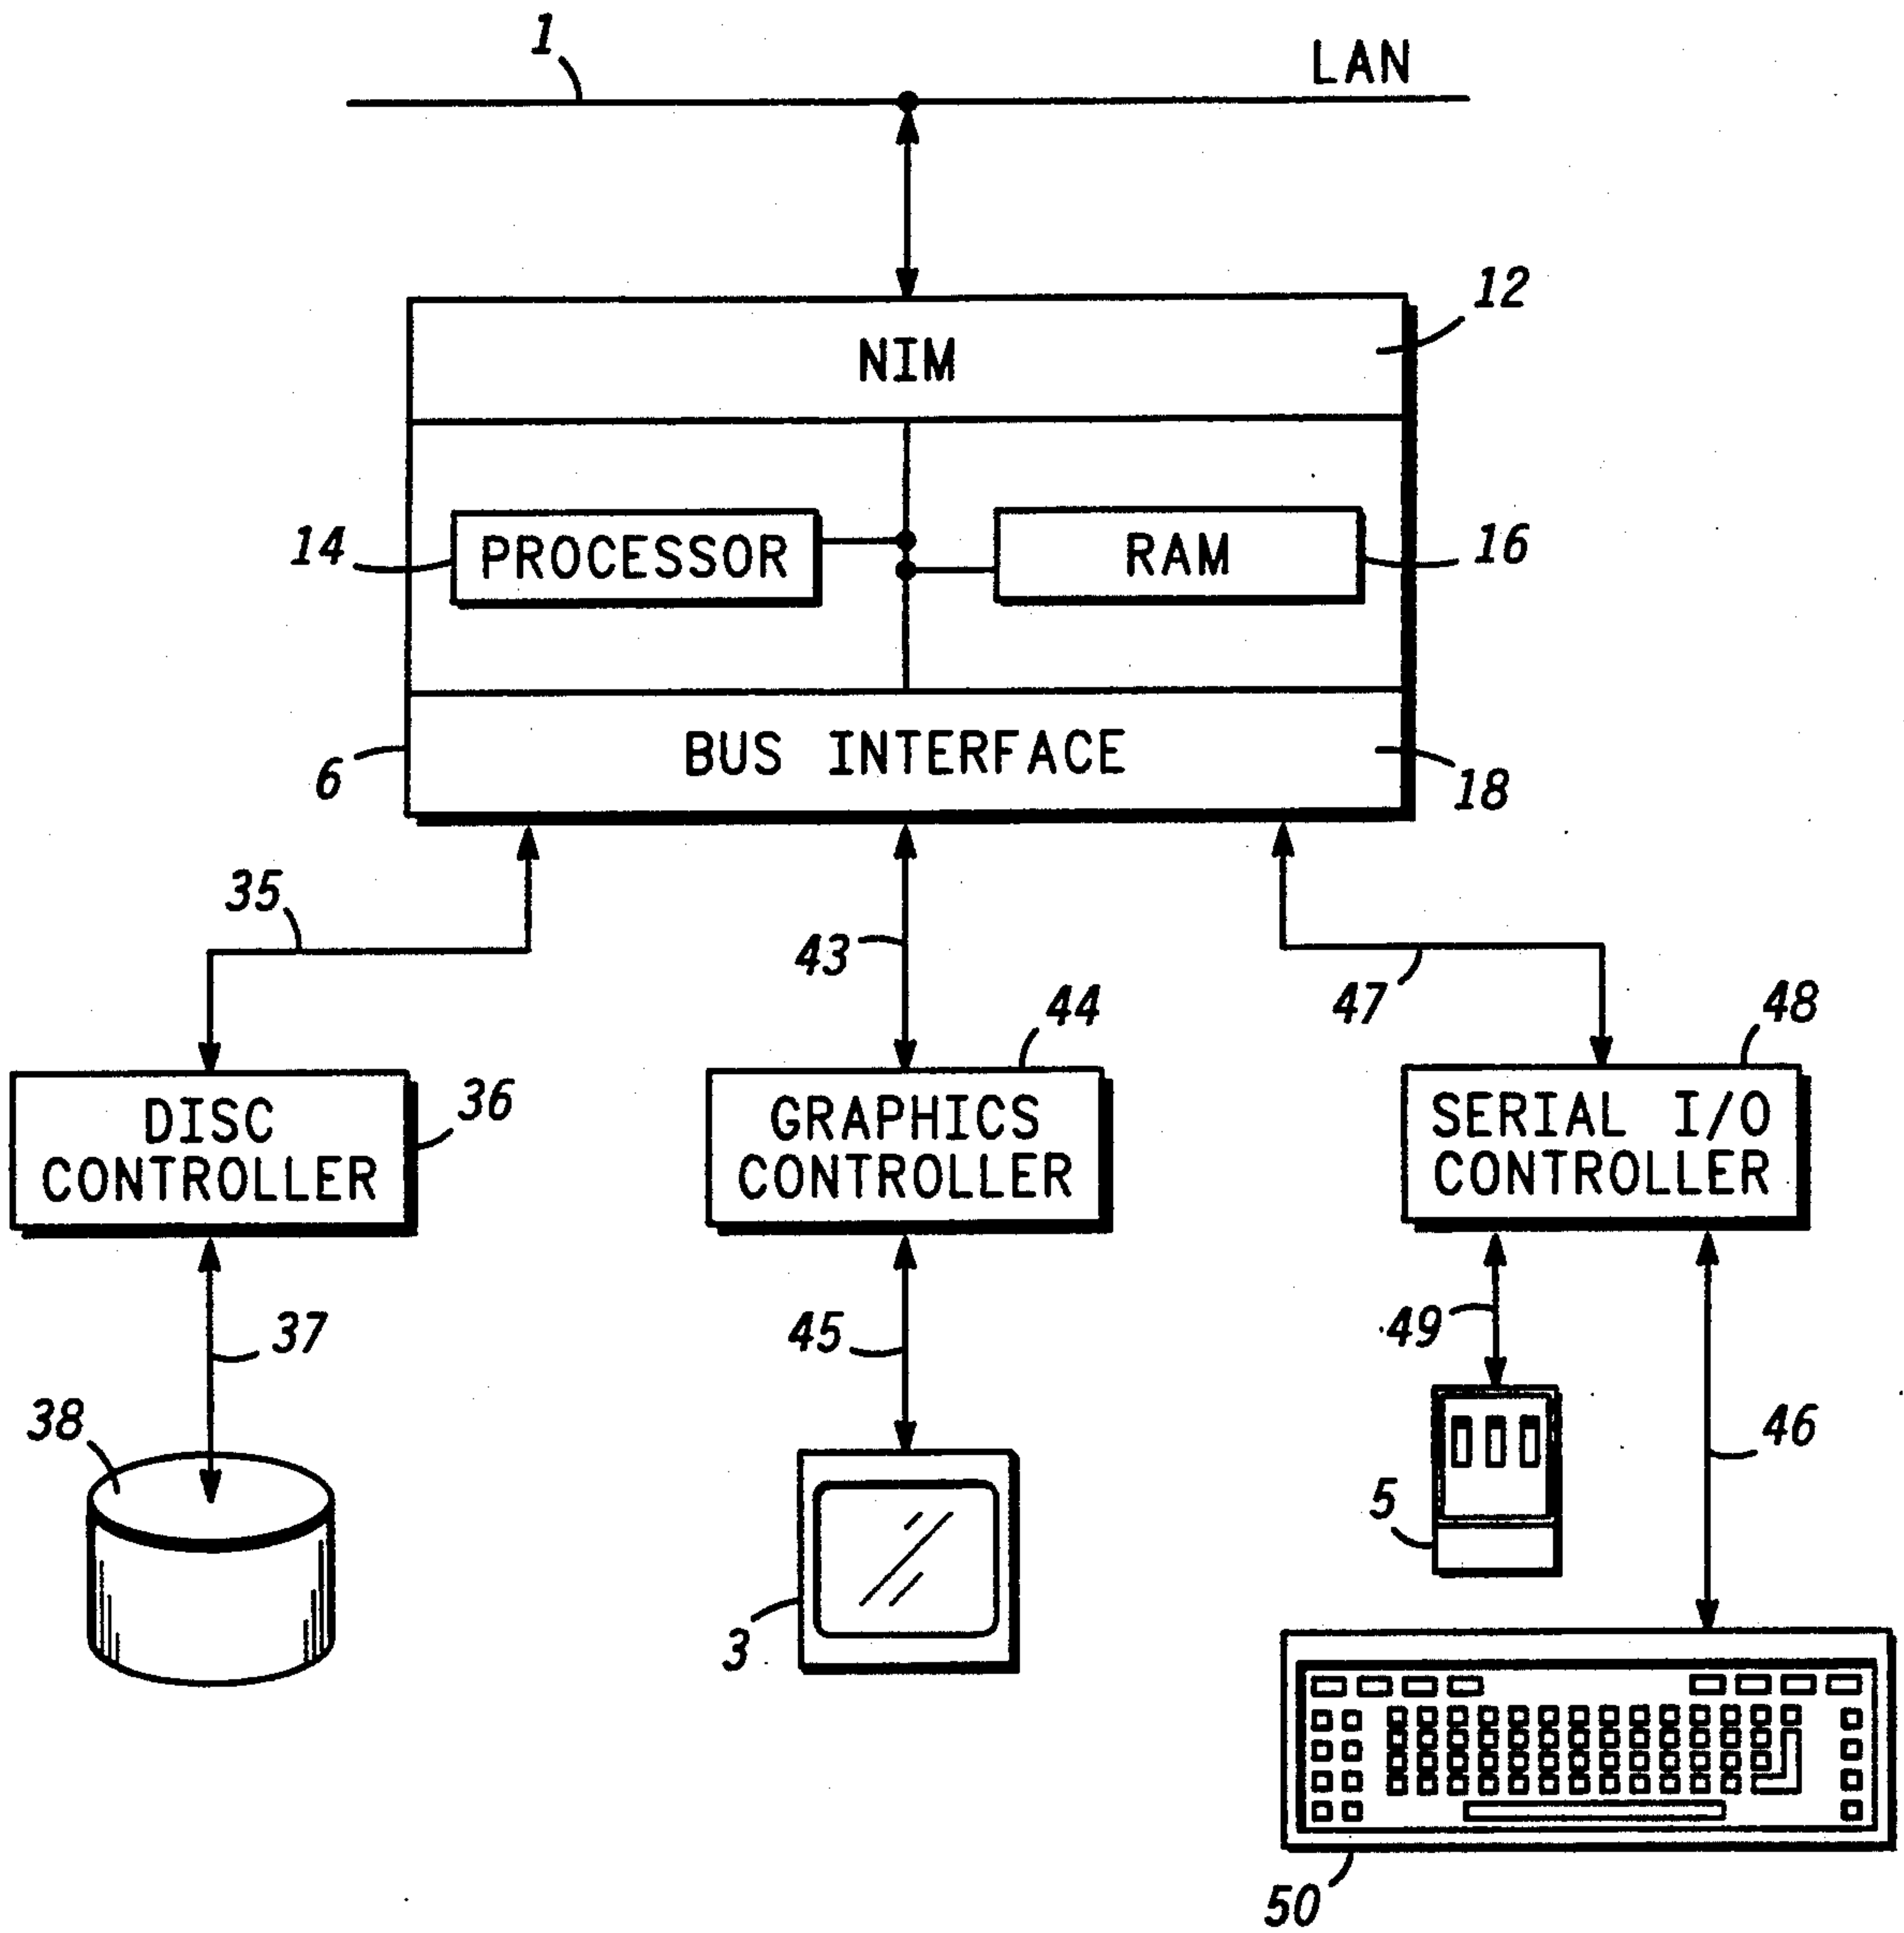 1
LAN
12
NIM
14
PROCESSOR
RAM
16
6
BUS INTERFACE
18
35
43
47
44
48
DISC
CONTROLLER
36
GRAPHICS
CONTROLLER
SERIAL I/O
CONTROLLER
37
45
49
38
46
5
3
50